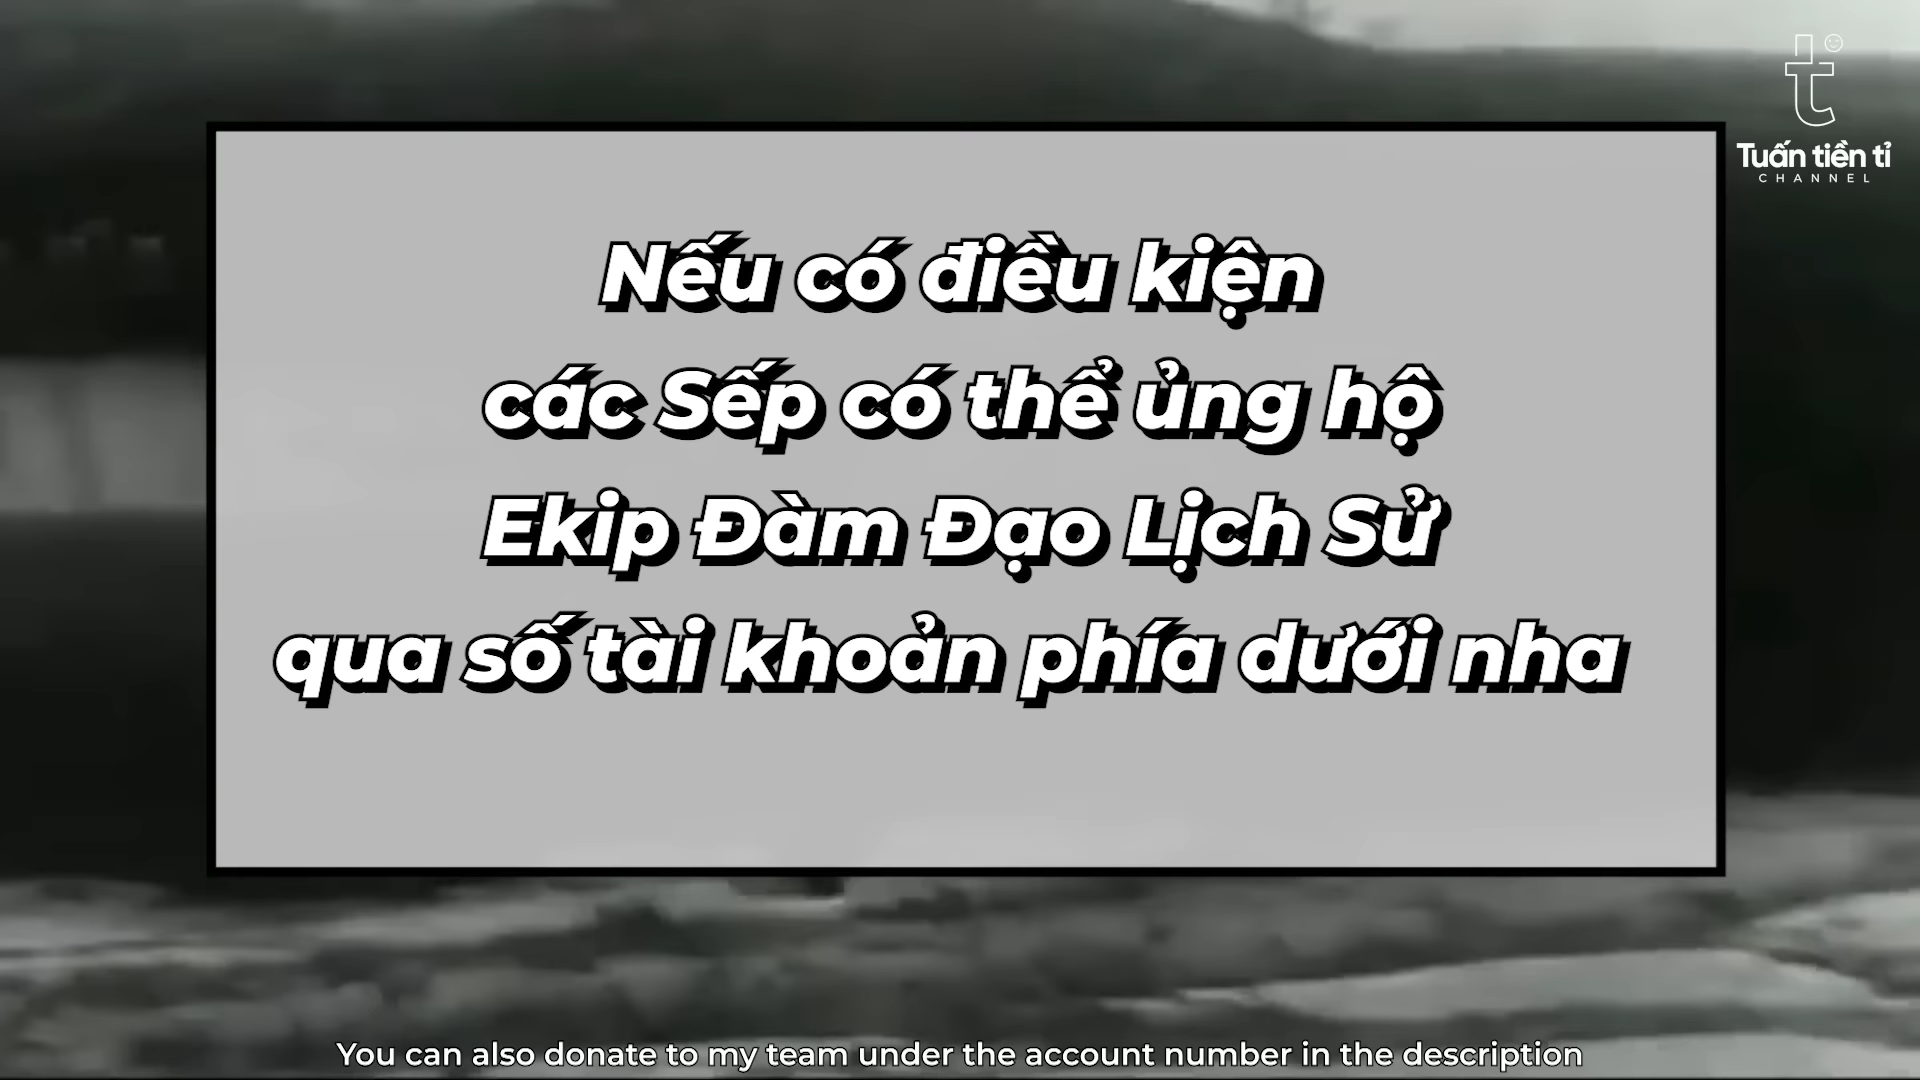 Tuấn tiền tỉ
CHANNEL
Nếu có điều kiện
các Sếp có thể ủng hộ
Ekip Đàm Đạo Lịch Sử
qua số tài khoản phía dưới nha
You can also donate to my team under the account number in the description